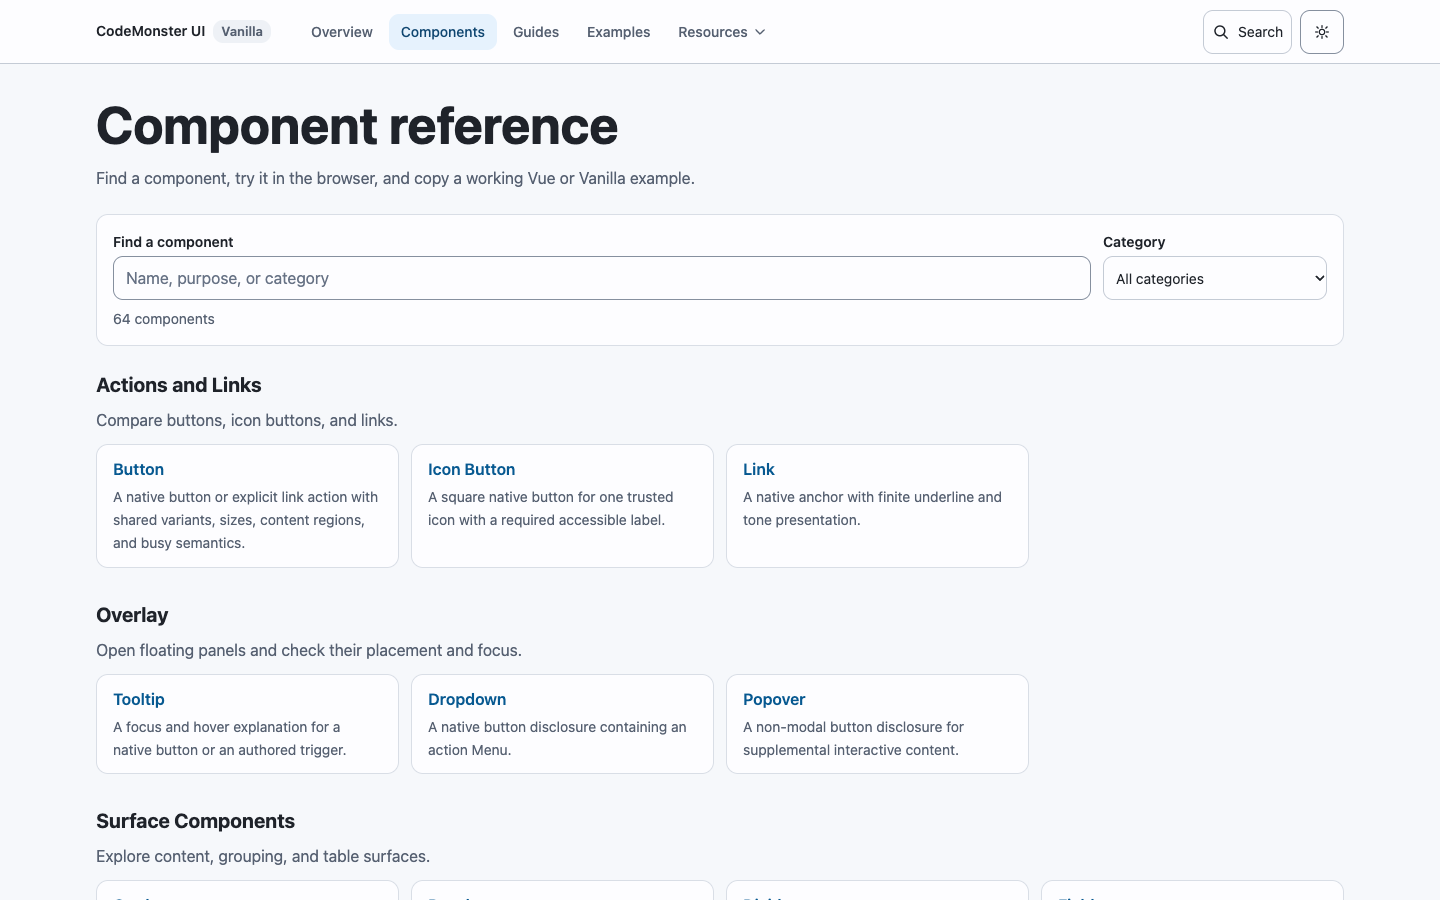 CodeMonster UI Vanilla Overview Components Guides Examples Resources Search
Component reference
Find a component, try it in the browser, and copy a working Vue or Vanilla example.
Find a component Category
Name, purpose, or category All categories
64 components
Actions and Links
Compare buttons, icon buttons, and links.
Button
A native button or explicit link action with
shared variants, sizes, content regions,
and busy semantics.
Icon Button
A square native button for one trusted
icon with a required accessible label.
Link
A native anchor with finite underline and
tone presentation.
Overlay
Open floating panels and check their placement and focus.
Tooltip
A focus and hover explanation for a
native button or an authored trigger.
Dropdown
A native button disclosure containing an
action Menu.
Popover
A non-modal button disclosure for
supplemental interactive content.
Surface Components
Explore content, grouping, and table surfaces.